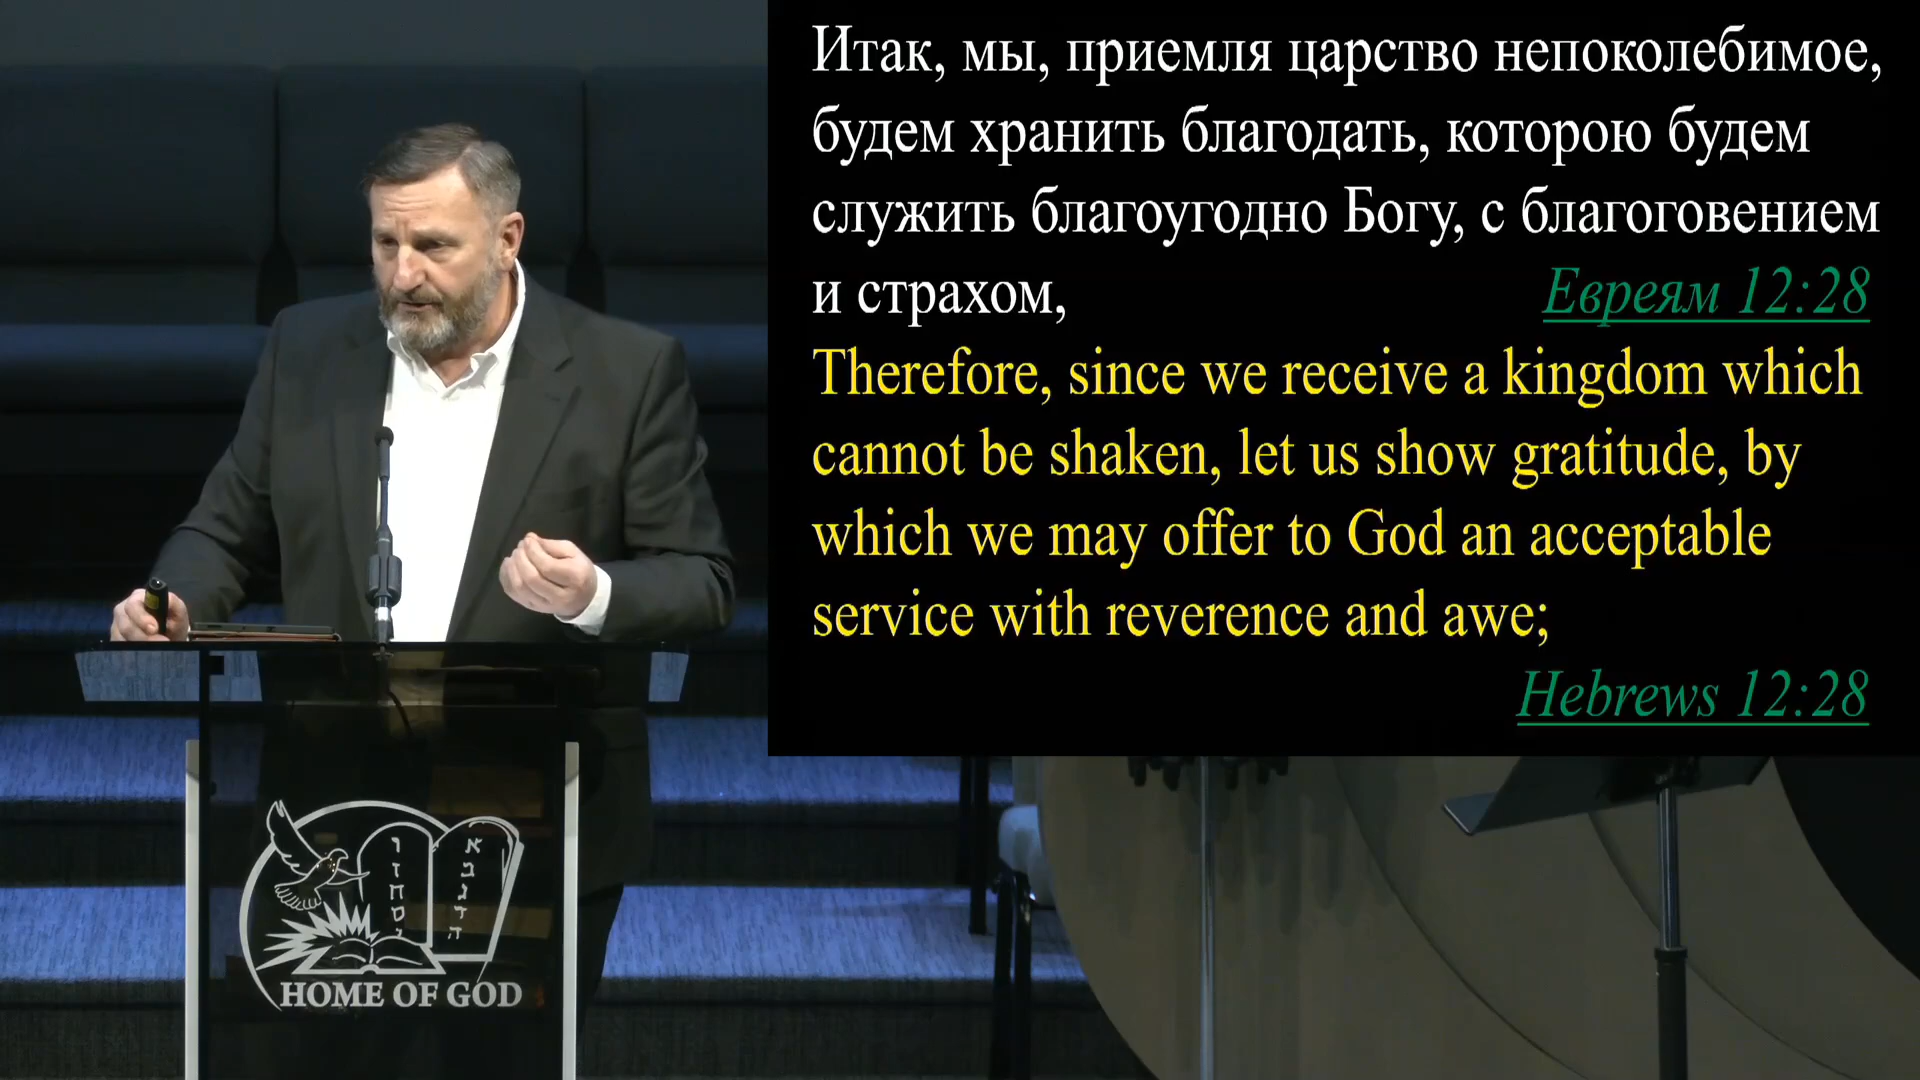 Итак, мы, приемля царство непоколебимое,
будем хранить благодать, которою будем
служить благоугодно Богу, с благоговением
и страхом, Евреям 12:28
Therefore, since we receive a kingdom which
cannot be shaken, let us show gratitude, by
which we may offer to God an acceptable
service with reverence and awe;
Hebrews 12:28
ו א
ז ב
ח ג
ט ד
י ה
HOME OF GOD